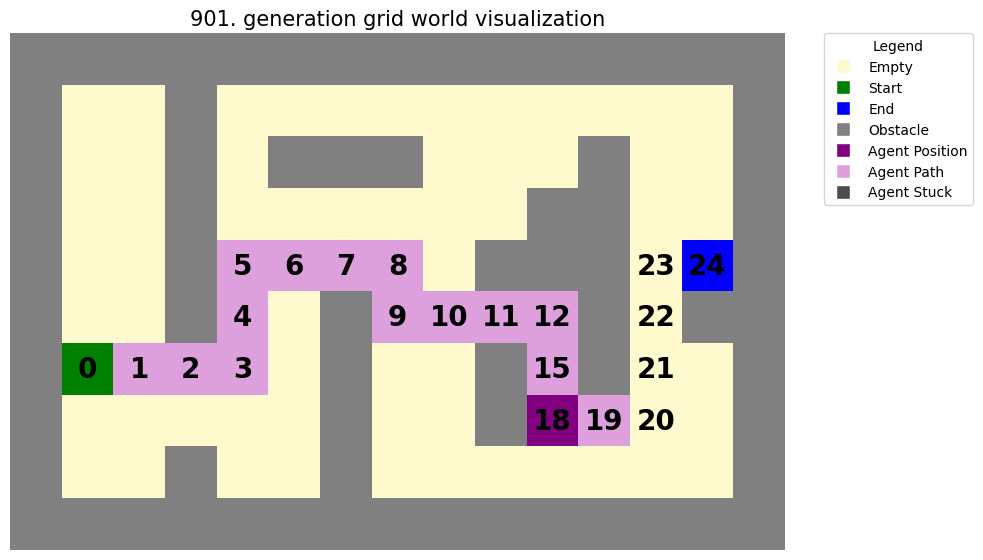 901. generation grid world visualization
Legend
Empty
Start
End
Obstacle
Agent Position
Agent Path
Agent Stuck
5 6 7 8 23 24
4 9 10 11 12 22
0 1 2 3 15 21
18 19 20